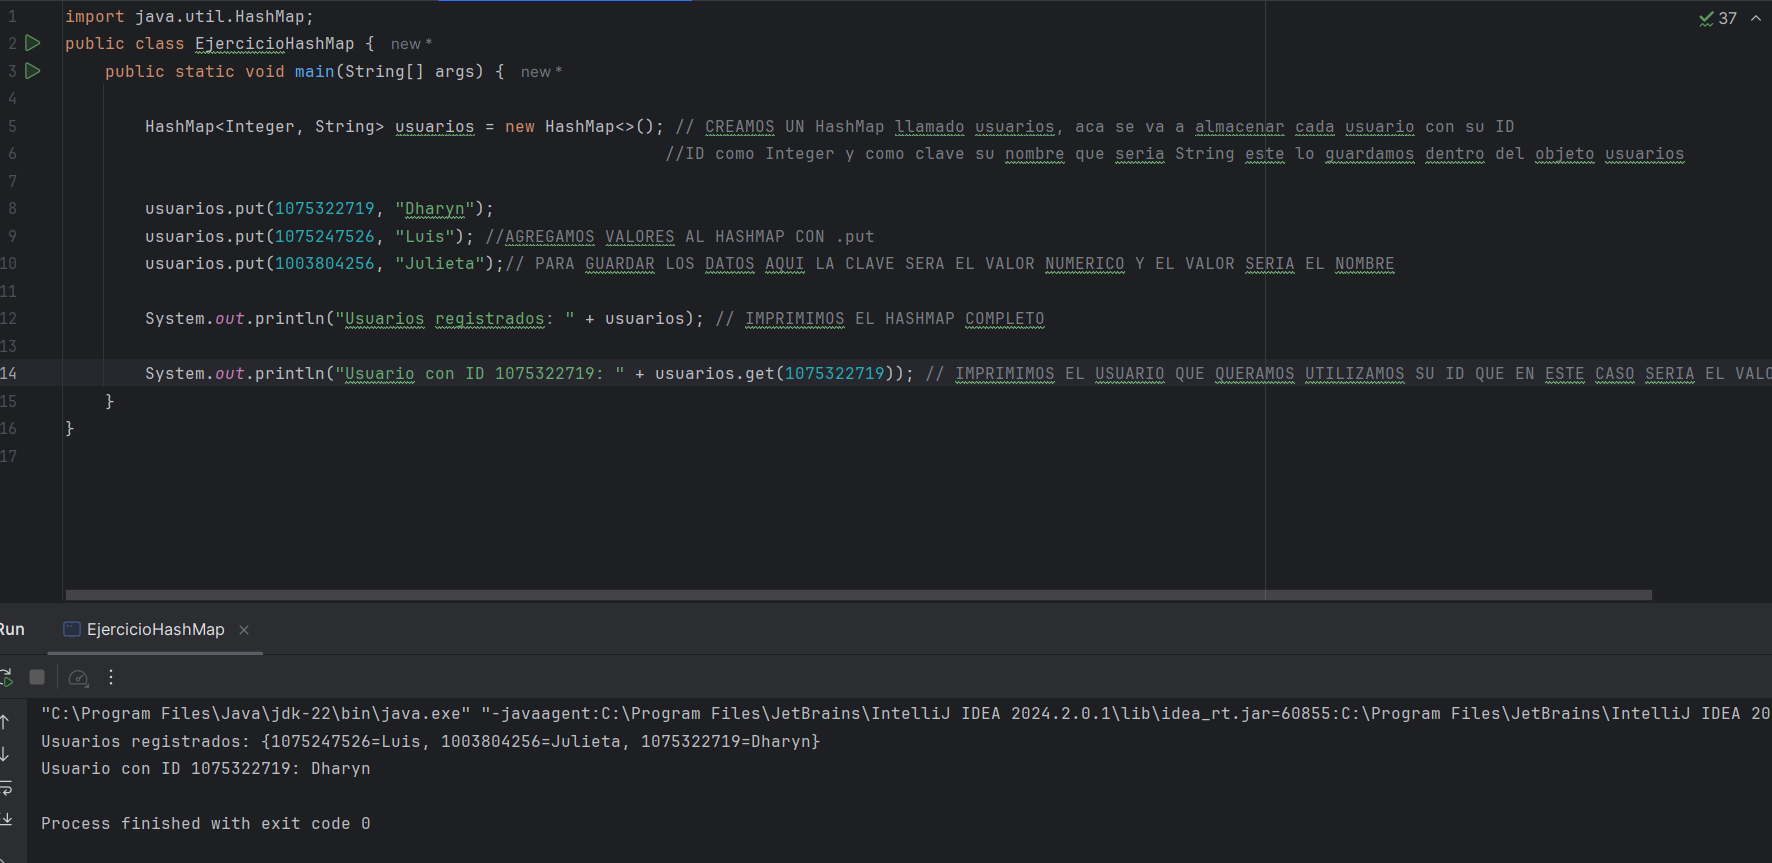 37
1 import java.util.HashMap;
2 public class EjercicioHashMap { new *
3 public static void main(String[] args) { new *
4
5 HashMap<Integer, String> usuarios = new HashMap<>(); // CREAMOS UN HashMap llamado usuarios, aca se va a almacenar cada usuario con su ID
6 //ID como Integer y como clave su nombre que seria String este lo guardamos dentro del objeto usuarios
7
8 usuarios.put(1075322719, "Dharyn");
9 usuarios.put(1075247526, "Luis"); //AGREGAMOS VALORES AL HASHMAP CON .put
10 usuarios.put(1003804256, "Julieta");// PARA GUARDAR LOS DATOS AQUI LA CLAVE SERA EL VALOR NUMERICO Y EL VALOR SERIA EL NOMBRE
11
12 System.out.println("Usuarios registrados: " + usuarios); // IMPRIMIMOS EL HASHMAP COMPLETO
13
14 System.out.println("Usuario con ID 1075322719: " + usuarios.get(1075322719)); // IMPRIMIMOS EL USUARIO QUE QUERAMOS UTILIZAMOS SU ID QUE EN ESTE CASO SERIA EL VALO
15 }
16 }
17
Run EjercicioHashMap
"C:\Program Files\Java\jdk-22\bin\java.exe" "-javaagent:C:\Program Files\JetBrains\IntelliJ IDEA 2024.2.0.1\lib\idea_rt.jar=60855:C:\Program Files\JetBrains\IntelliJ IDEA 20
Usuarios registrados: {1075247526=Luis, 1003804256=Julieta, 1075322719=Dharyn}
Usuario con ID 1075322719: Dharyn
Process finished with exit code 0